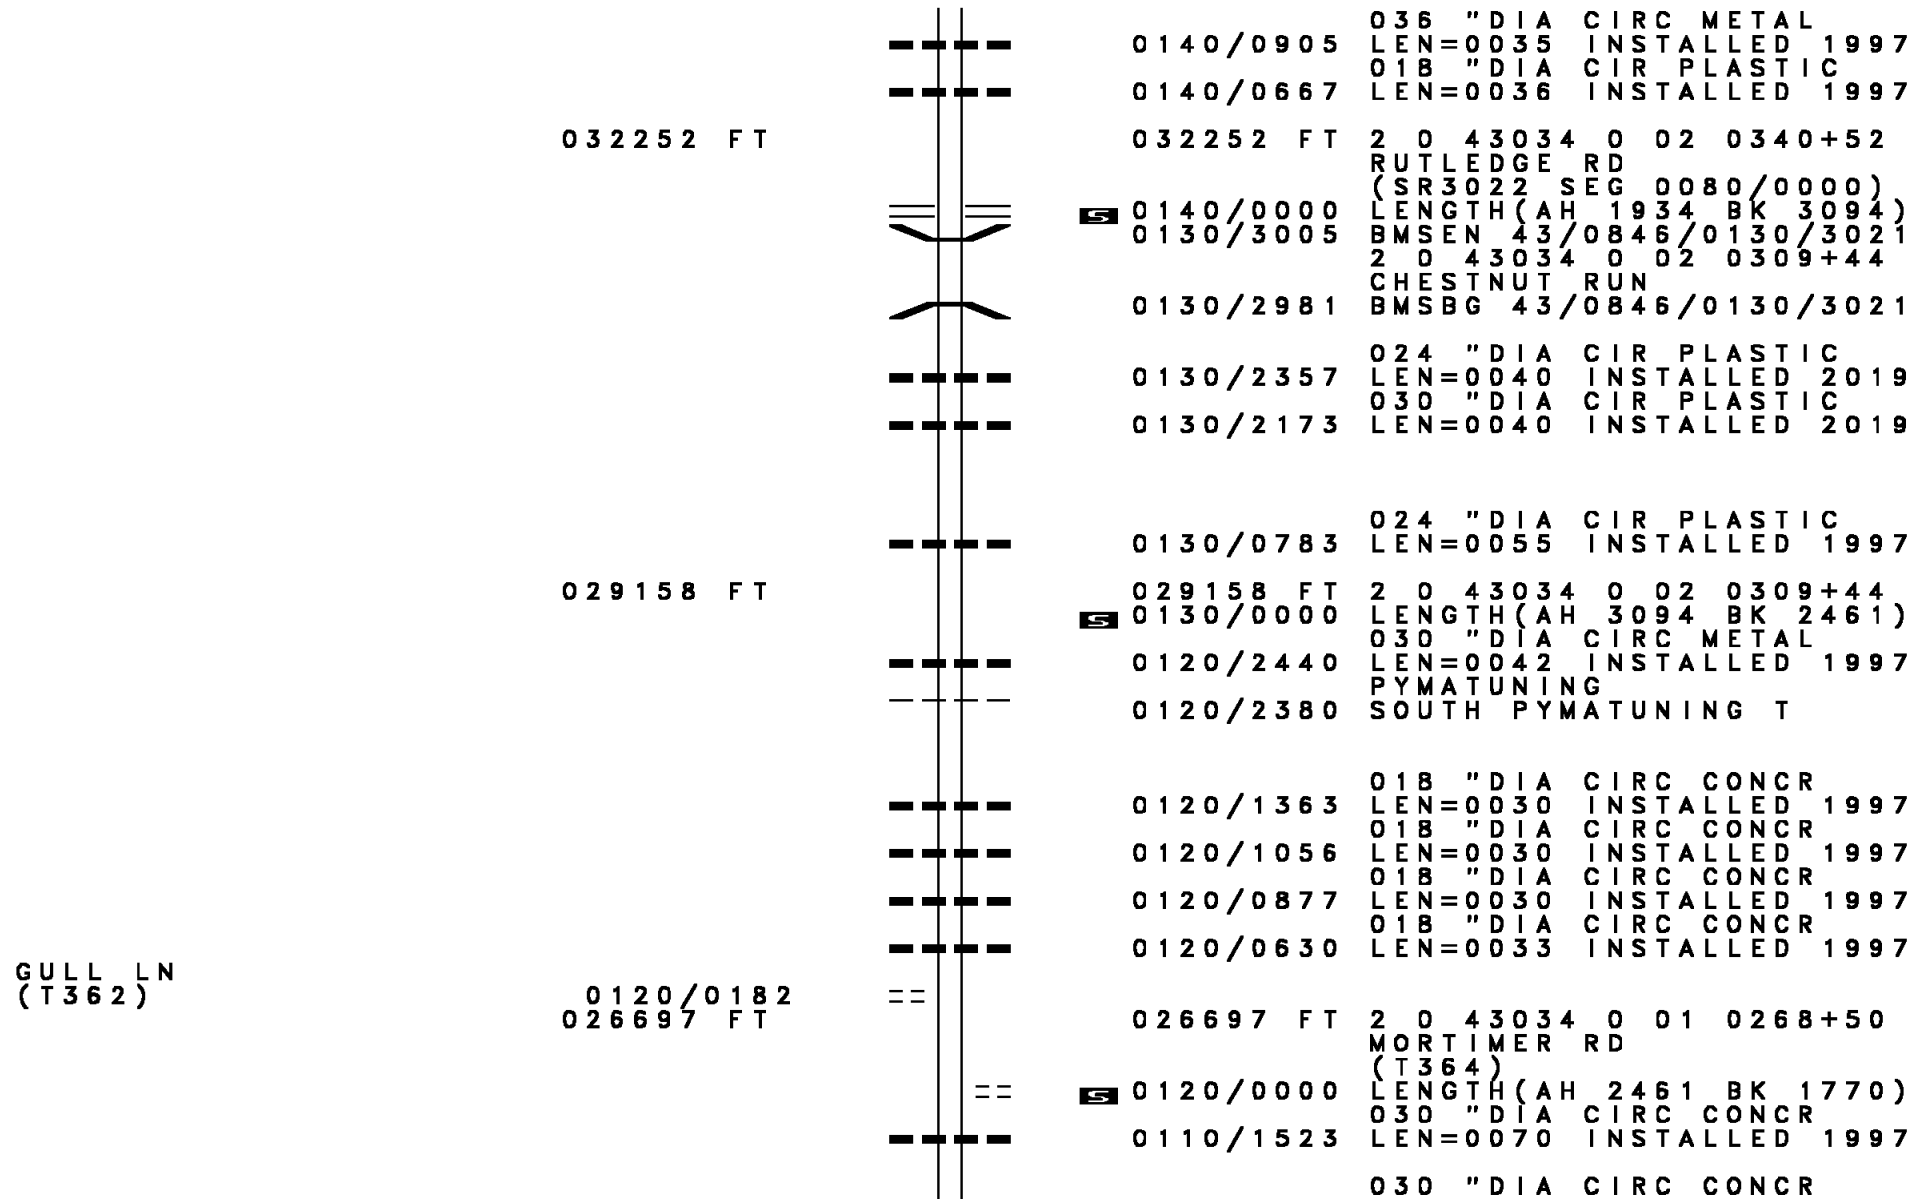 036 "DIA CIRC METAL
0140/0905 LEN=0035 INSTALLED 1997
018 "DIA CIR PLASTIC
0140/0667 LEN=0036 INSTALLED 1997
032252 FT 032252 FT 2 0 43034 0 02 0340+52
RUTLEDGE RD
(SR3022 SEG 0080/0000)
S 0140/0000 LENGTH(AH 1934 BK 3094)
0130/3005 BMSEN 43/0846/0130/3021
2 0 43034 0 02 0309+44
CHESTNUT RUN
0130/2981 BMSBG 43/0846/0130/3021
024 "DIA CIR PLASTIC
0130/2357 LEN=0040 INSTALLED 2019
030 "DIA CIR PLASTIC
0130/2173 LEN=0040 INSTALLED 2019
024 "DIA CIR PLASTIC
0130/0783 LEN=0055 INSTALLED 1997
029158 FT 029158 FT 2 0 43034 0 02 0309+44
S 0130/0000 LENGTH(AH 3094 BK 2461)
030 "DIA CIRC METAL
0120/2440 LEN=0042 INSTALLED 1997
PYMATUNING
0120/2380 SOUTH PYMATUNING T
018 "DIA CIRC CONCR
0120/1363 LEN=0030 INSTALLED 1997
018 "DIA CIRC CONCR
0120/1056 LEN=0030 INSTALLED 1997
018 "DIA CIRC CONCR
0120/0877 LEN=0030 INSTALLED 1997
018 "DIA CIRC CONCR
0120/0630 LEN=0033 INSTALLED 1997
GULL LN
(T362) 0120/0182
026697 FT 026697 FT 2 0 43034 0 01 0268+50
MORTIMER RD
(T364)
S 0120/0000 LENGTH(AH 2461 BK 1770)
030 "DIA CIRC CONCR
0110/1523 LEN=0070 INSTALLED 1997
030 "DIA CIRC CONCR